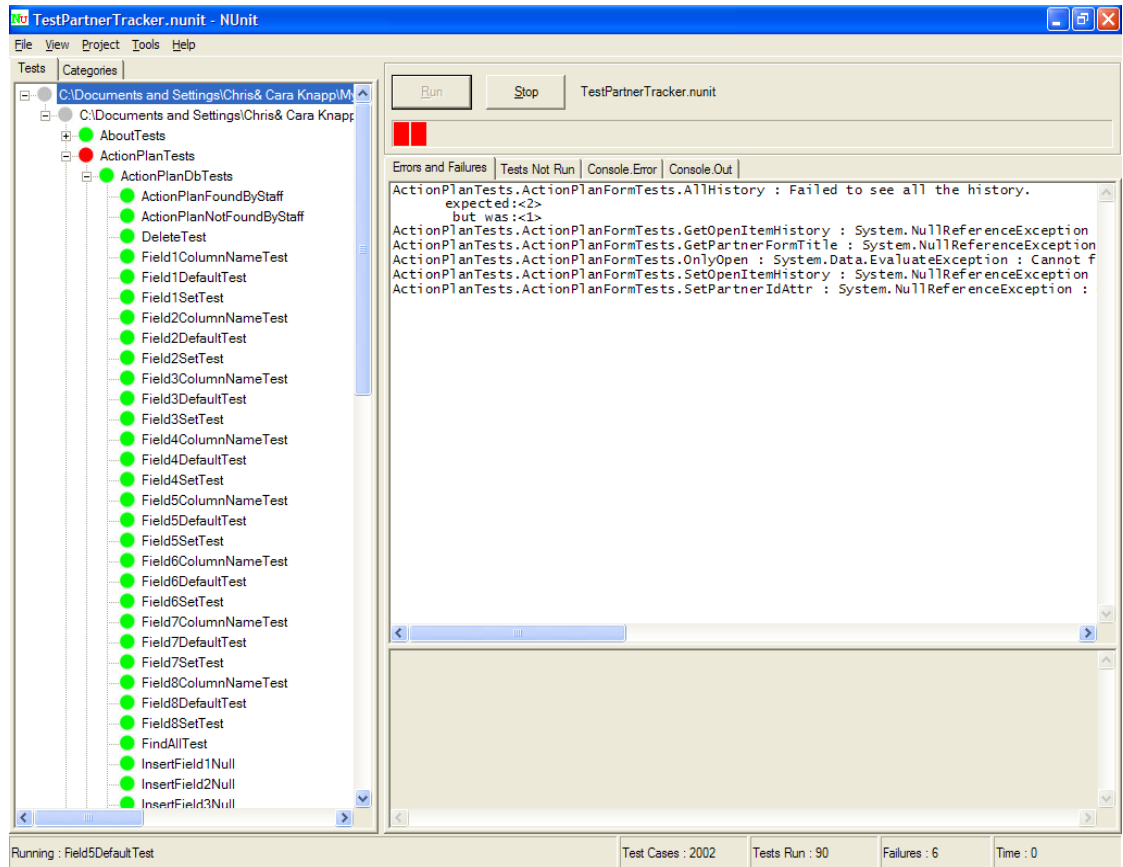 TestPartnerTracker.nunit - NUnit
File View Project Tools Help
Tests Categories
C:\Documents and Settings\Chris& Cara Knapp\My
C:\Documents and Settings\Chris& Cara Knapp
AboutTests
ActionPlanTests
ActionPlanDbTests
ActionPlanFoundByStaff
ActionPlanNotFoundByStaff
DeleteTest
Field1ColumnNameTest
Field1DefaultTest
Field1SetTest
Field2ColumnNameTest
Field2DefaultTest
Field2SetTest
Field3ColumnNameTest
Field3DefaultTest
Field3SetTest
Field4ColumnNameTest
Field4DefaultTest
Field4SetTest
Field5ColumnNameTest
Field5DefaultTest
Field5SetTest
Field6ColumnNameTest
Field6DefaultTest
Field6SetTest
Field7ColumnNameTest
Field7DefaultTest
Field7SetTest
Field8ColumnNameTest
Field8DefaultTest
Field8SetTest
FindAllTest
InsertField1Null
InsertField2Null
InsertField3Null
Run Stop TestPartnerTracker.nunit
Errors and Failures Tests Not Run Console.Error Console.Out
ActionPlanTests.ActionPlanFormTests.AllHistory : Failed to see all the history.
expected:<2>
but was:<1>
ActionPlanTests.ActionPlanFormTests.GetOpenItemHistory : System.NullReferenceException
ActionPlanTests.ActionPlanFormTests.GetPartnerFormTitle : System.NullReferenceException
ActionPlanTests.ActionPlanFormTests.OnlyOpen : System.Data.EvaluateException : Cannot f
ActionPlanTests.ActionPlanFormTests.SetOpenItemHistory : System.NullReferenceException
ActionPlanTests.ActionPlanFormTests.SetPartnerIdAttr : System.NullReferenceException :
Running : Field5DefaultTest Test Cases : 2002 Tests Run : 90 Failures : 6 Time : 0